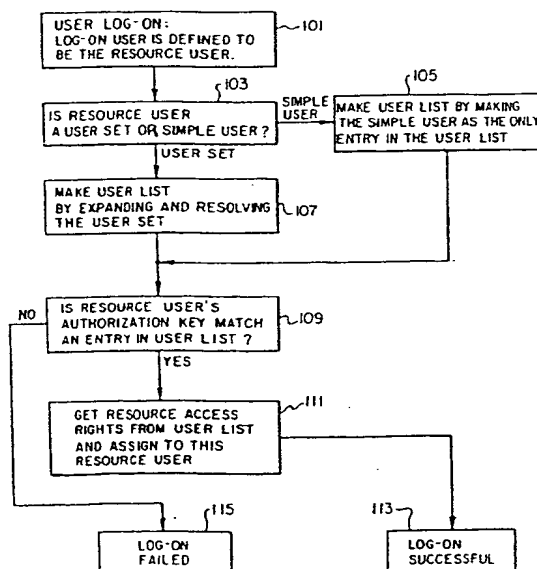 USER LOG-ON:
LOG-ON USER IS DEFINED TO
BE THE RESOURCE USER.
101
103
IS RESOURCE USER
A USER SET OR SIMPLE USER?
SIMPLE
USER
105
MAKE USER LIST BY MAKING
THE SIMPLE USER AS THE ONLY
ENTRY IN THE USER LIST
USER SET
MAKE USER LIST
BY EXPANDING AND RESOLVING
THE USER SET
107
NO
IS RESOURCE USER'S
AUTHORIZATION KEY MATCH
AN ENTRY IN USER LIST ?
109
YES
111
GET RESOURCE ACCESS
RIGHTS FROM USER LIST
AND ASSIGN TO THIS
RESOURCE USER
115
LOG-ON
FAILED
113
LOG-ON
SUCCESSFUL